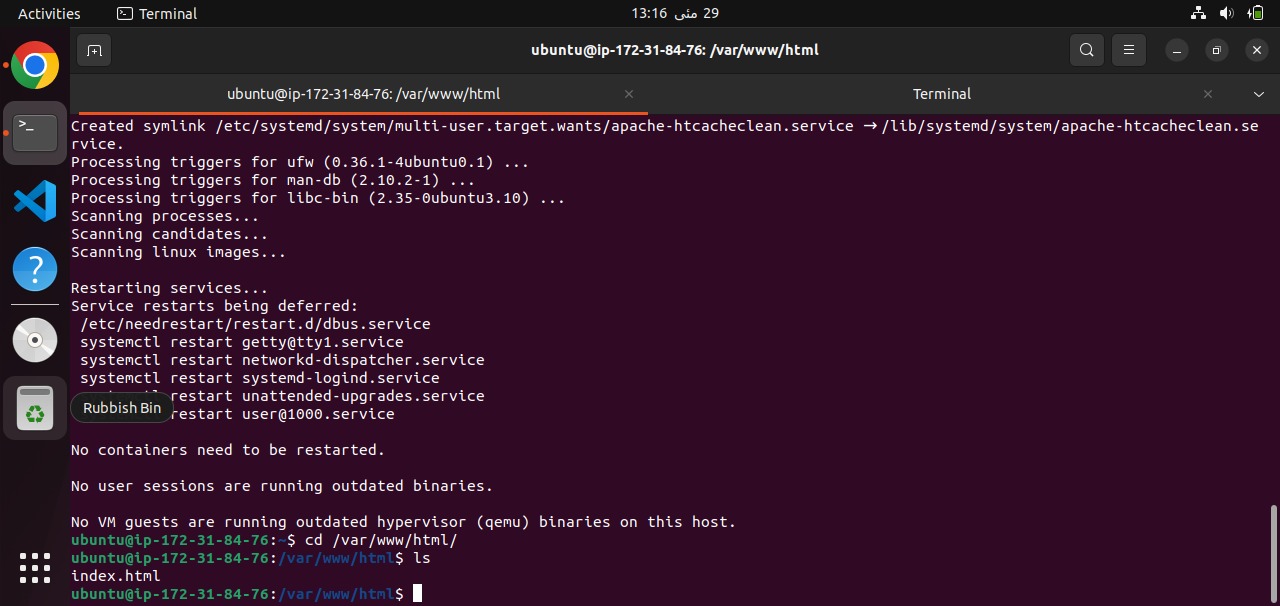 Activities Terminal 29 مئی 13:16
ubuntu@ip-172-31-84-76: /var/www/html
ubuntu@ip-172-31-84-76: /var/www/html Terminal
Created symlink /etc/systemd/system/multi-user.target.wants/apache-htcacheclean.service → /lib/systemd/system/apache-htcacheclean.se
rvice.
Processing triggers for ufw (0.36.1-4ubuntu0.1) ...
Processing triggers for man-db (2.10.2-1) ...
Processing triggers for libc-bin (2.35-0ubuntu3.10) ...
Scanning processes...
Scanning candidates...
Scanning linux images...
Restarting services...
Service restarts being deferred:
/etc/needrestart/restart.d/dbus.service
systemctl restart getty@tty1.service
systemctl restart networkd-dispatcher.service
systemctl restart systemd-logind.service
restart unattended-upgrades.service
Rubbish Bin
restart user@1000.service
No containers need to be restarted.
No user sessions are running outdated binaries.
No VM guests are running outdated hypervisor (qemu) binaries on this host.
ubuntu@ip-172-31-84-76:~$ cd /var/www/html/
ubuntu@ip-172-31-84-76:/var/www/html$ ls
index.html
ubuntu@ip-172-31-84-76:/var/www/html$